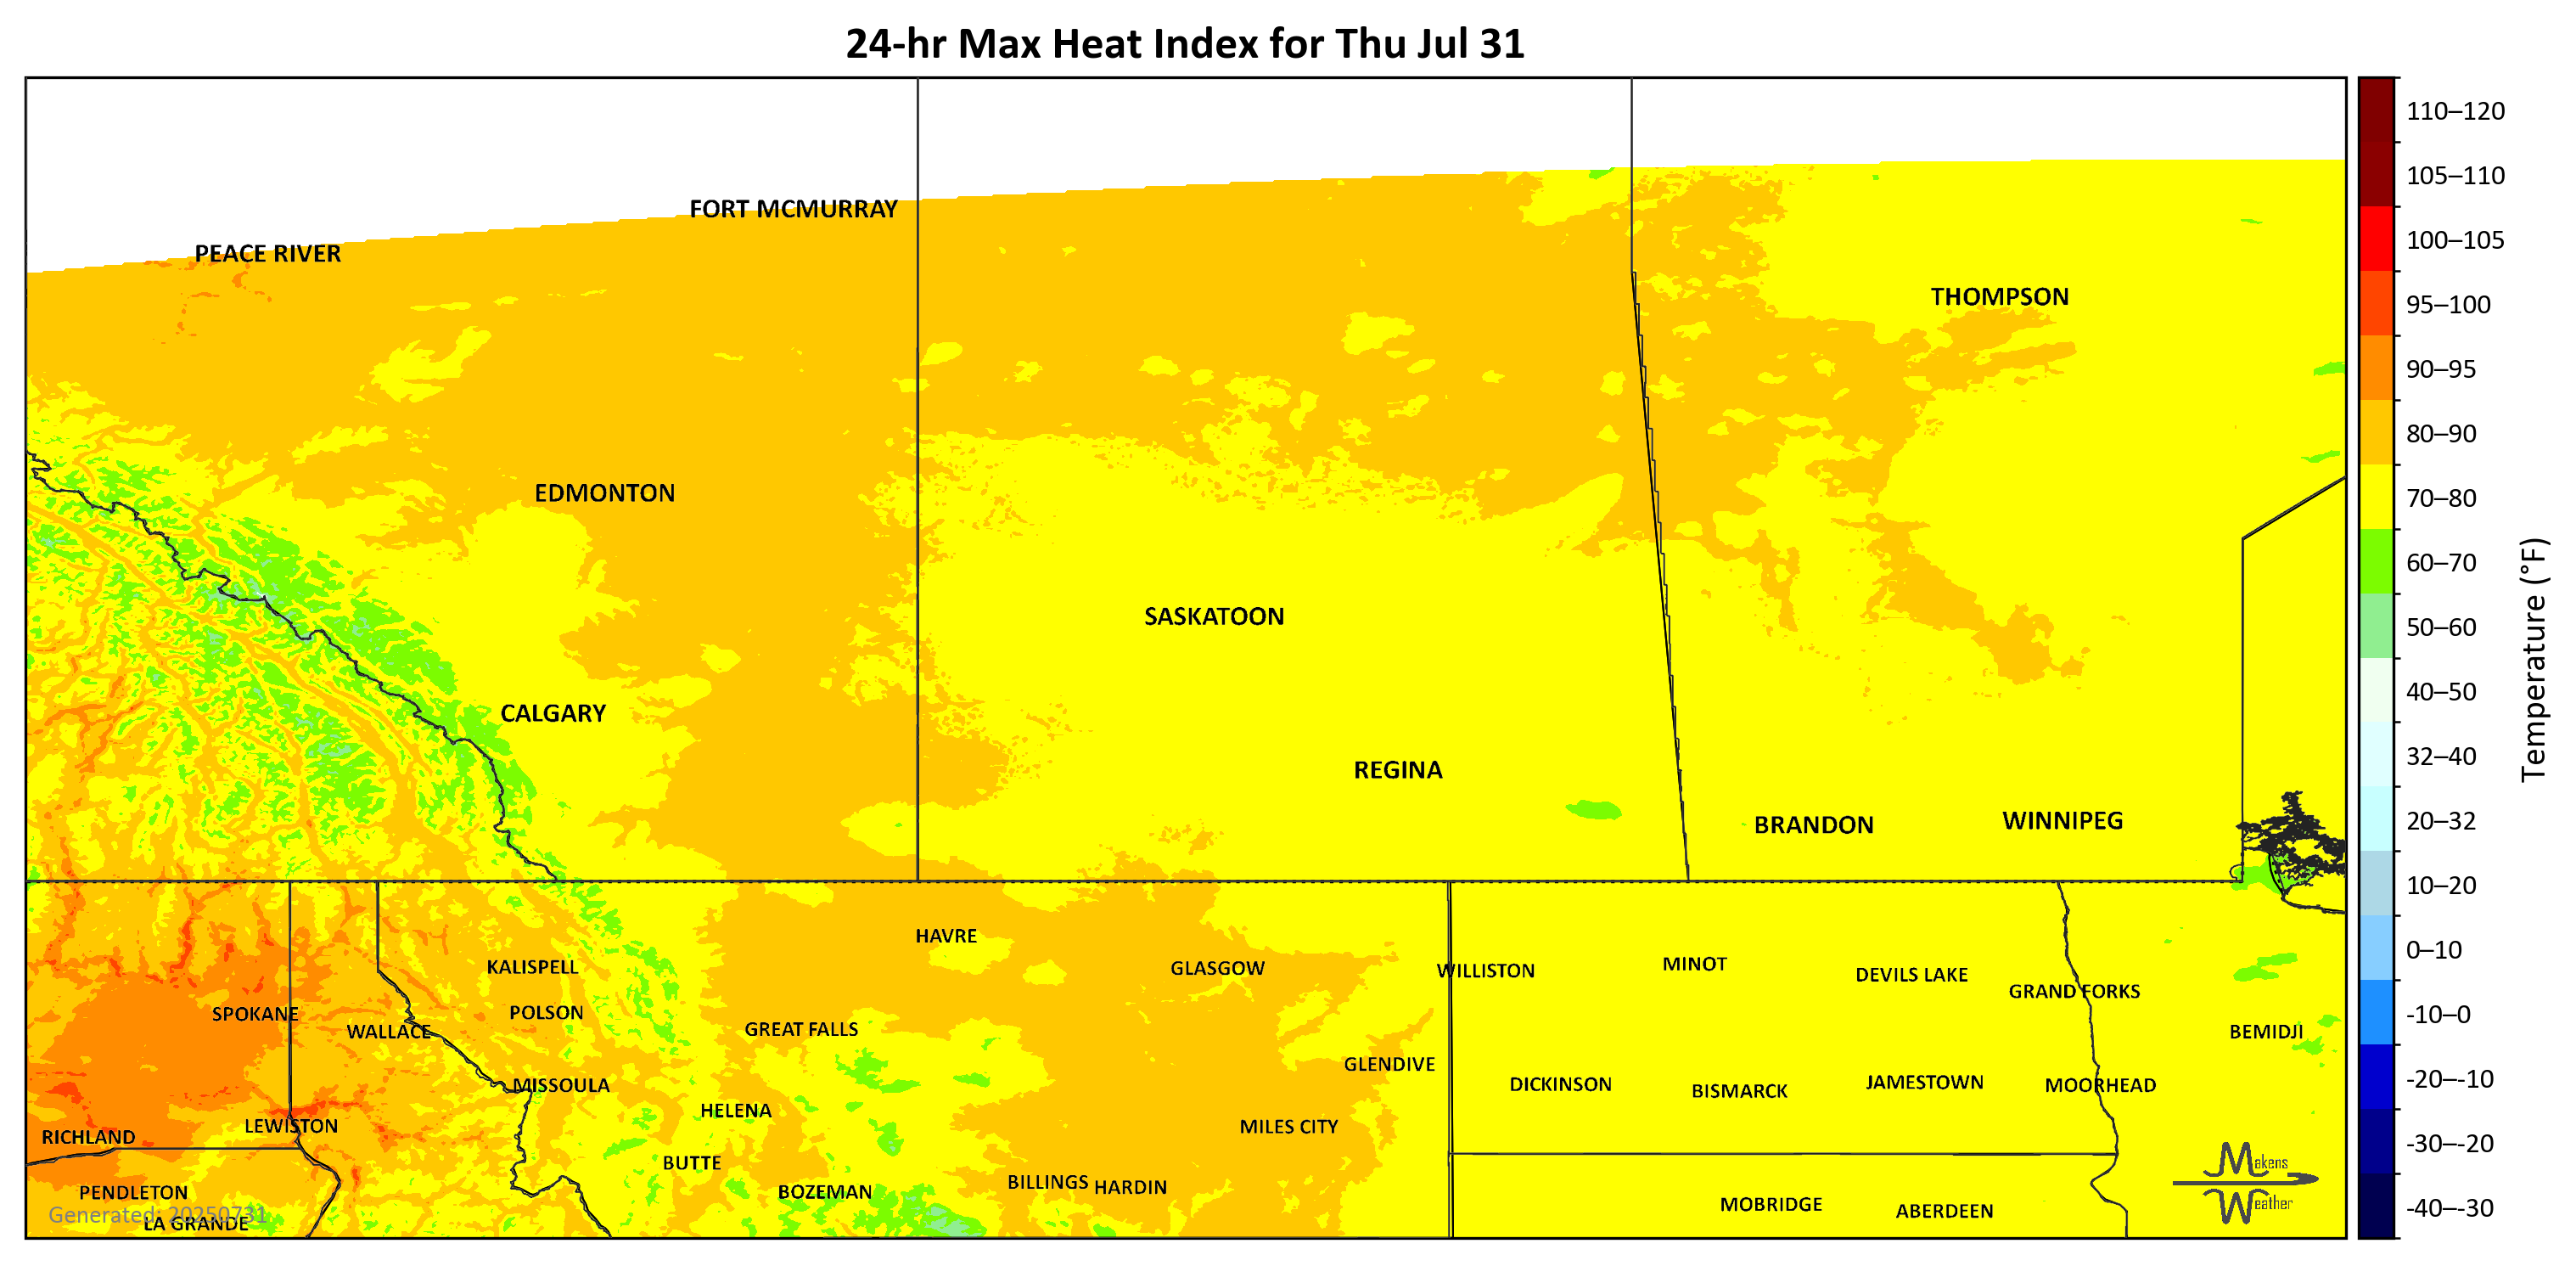 24-hr Max Heat Index for Thu Jul 31
FORT MCMURRAY
PEACE RIVER
THOMPSON
EDMONTON
SASKATOON
CALGARY
REGINA
BRANDON
WINNIPEG
HAVRE
KALISPELL
GLASGOW
WILLISTON
MINOT
DEVILS LAKE
GRAND FORKS
SPOKANE
POLSON
WALLACE
GREAT FALLS
BEMIDJI
GLENDIVE
MISSOULA
DICKINSON
BISMARCK
JAMESTOWN
MOORHEAD
HELENA
LEWISTON
MILES CITY
RICHLAND
BUTTE
PENDLETON
BOZEMAN
BILLINGS
HARDIN
MOBRIDGE
ABERDEEN
LA GRANDE
Generated: 20250731
Makens
Weather
110–120
105–110
100–105
95–100
90–95
80–90
70–80
60–70
50–60
40–50
32–40
20–32
10–20
0–10
-10–0
-20–-10
-30–-20
-40–-30
Temperature (°F)